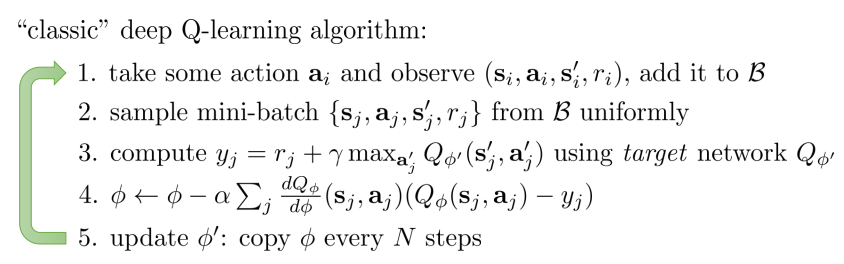 “classic” deep Q-learning algorithm:
1. take some action $\mathbf{a}_i$ and observe $(\mathbf{s}_i, \mathbf{a}_i, \mathbf{s}'_i, r_i)$, add it to $\mathcal{B}$
2. sample mini-batch $\{\mathbf{s}_j, \mathbf{a}_j, \mathbf{s}'_j, r_j\}$ from $\mathcal{B}$ uniformly
3. compute $y_j = r_j + \gamma \max_{\mathbf{a}'_j} Q_{\phi'}(\mathbf{s}'_j, \mathbf{a}'_j)$ using target network $Q_{\phi'}$
4. $\phi \leftarrow \phi - \alpha \sum_j \frac{dQ_\phi}{d\phi}(\mathbf{s}_j, \mathbf{a}_j)(Q_\phi(\mathbf{s}_j, \mathbf{a}_j) - y_j)$
5. update $\phi'$: copy $\phi$ every $N$ steps